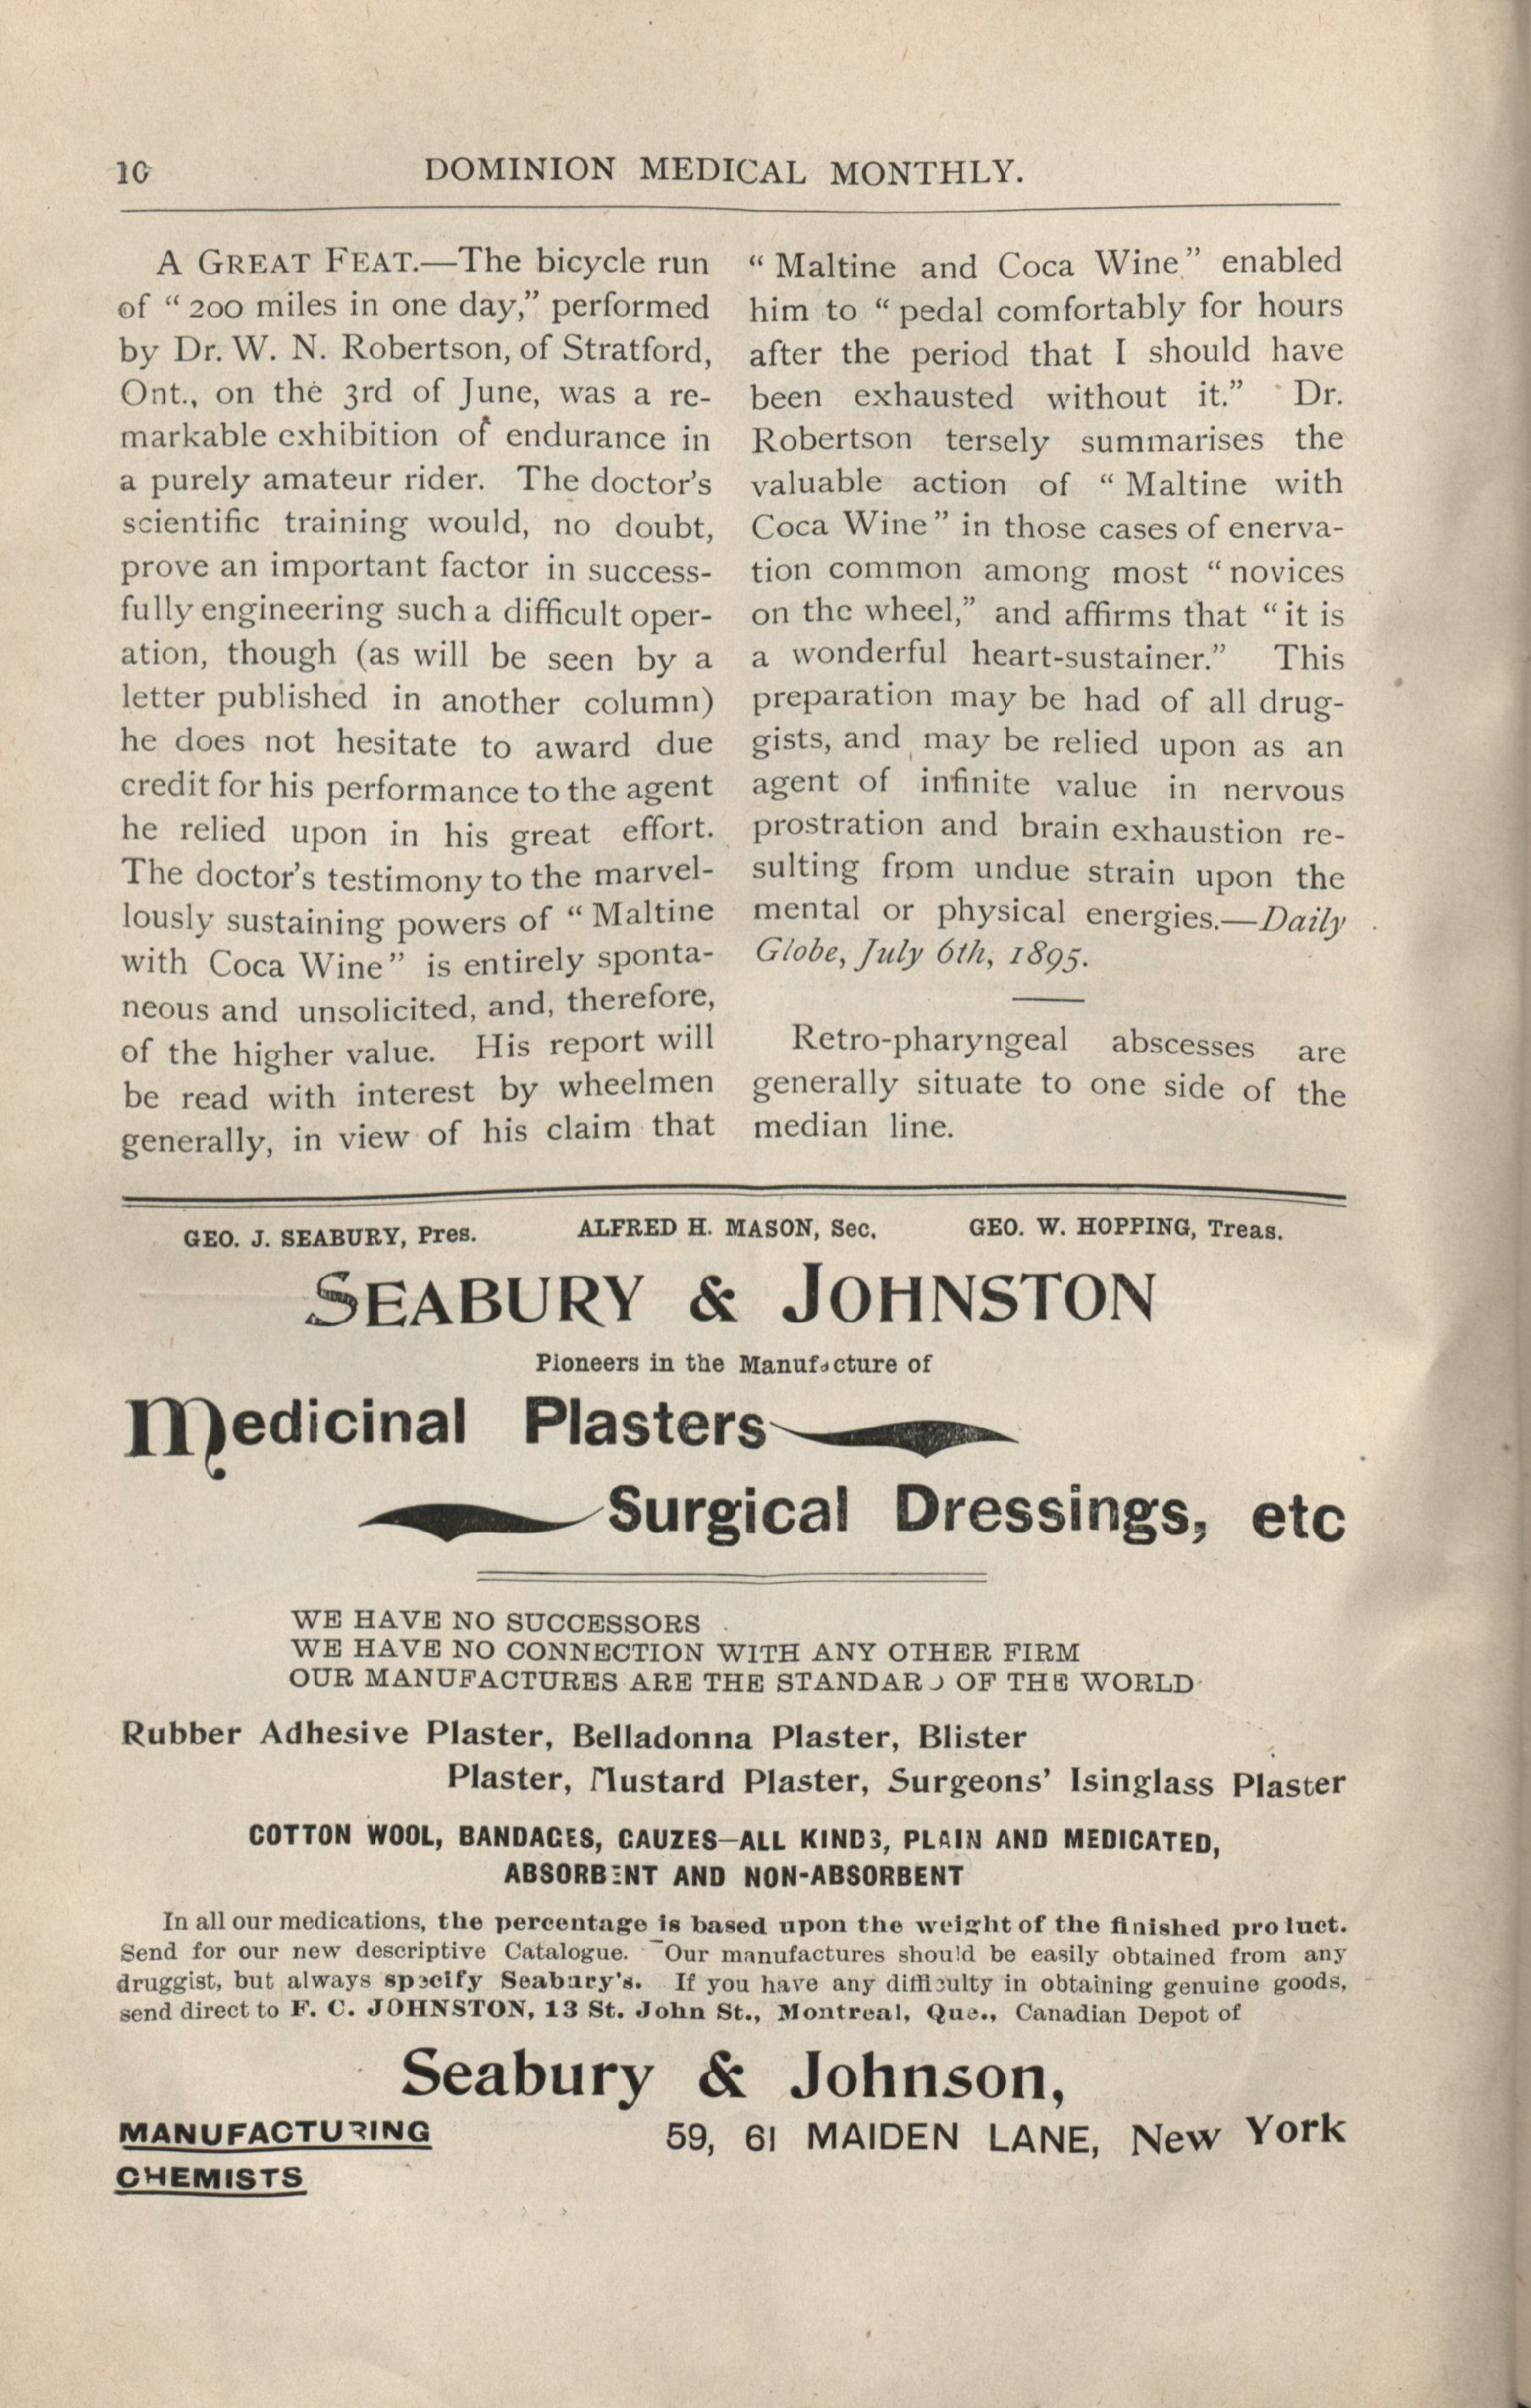 10 DOMINION MEDICAL MONTHLY.
A GREAT FEAT.—The bicycle run
of “ 200 miles in one day,” performed
by Dr. W. N. Robertson, of Stratford,
Ont., on the 3rd of June, was a re-
markable exhibition of endurance in
a purely amateur rider. The doctor's
scientific training would, no doubt,
prove an important factor in success-
fully engineering such a difficult oper-
ation, though (as will be seen by a
letter published in another column)
he does not hesitate to award due
credit for his performance to the agent
he relied upon in his great effort.
The doctor's testimony to the marvel-
lously sustaining powers of “ Maltine
with Coca Wine” is entirely sponta-
neous and unsolicited, and, therefore,
of the higher value. His report will
be read with interest by wheelmen
generally, in view of his claim that
“ Maltine and Coca Wine” enabled
him to “ pedal comfortably for hours
after the period that I should have
been exhausted without it.” Dr.
Robertson tersely summarises the
valuable action of “ Maltine with
Coca Wine” in those cases of enerva-
tion common among most “ novices
on the wheel,” and affirms that “ it is
a wonderful heart-sustainer.” This
preparation may be had of all drug-
gists, and may be relied upon as an
agent of infinite value in nervous
prostration and brain exhaustion re-
sulting from undue strain upon the
mental or physical energies.—Daily
Globe, July 6th, 1895.
Retro-pharyngeal abscesses are
generally situate to one side of the
median line.
GEO. J. SEABURY, Pres. ALFRED H. MASON, Sec. GEO. W. HOPPING, Treas.
SEABURY & JOHNSTON
Pioneers in the Manufacture of
Medicinal Plasters
Surgical Dressings, etc
WE HAVE NO SUCCESSORS
WE HAVE NO CONNECTION WITH ANY OTHER FIRM
OUR MANUFACTURES ARE THE STANDARD OF THE WORLD
Rubber Adhesive Plaster, Belladonna Plaster, Blister
Plaster, Mustard Plaster, Surgeons' Isinglass Plaster
COTTON WOOL, BANDAGES, GAUZES—ALL KINDS, PLAIN AND MEDICATED,
ABSORBENT AND NON-ABSORBENT
In all our medications, the percentage is based upon the weight of the finished product.
Send for our new descriptive Catalogue. Our manufactures should be easily obtained from any
druggist, but always specify Seabury's. If you have any difficulty in obtaining genuine goods,
send direct to F. C. JOHNSTON, 13 St. John St., Montreal, Que., Canadian Depot of
Seabury & Johnson,
MANUFACTURING 59, 61 MAIDEN LANE, New York
CHEMISTS